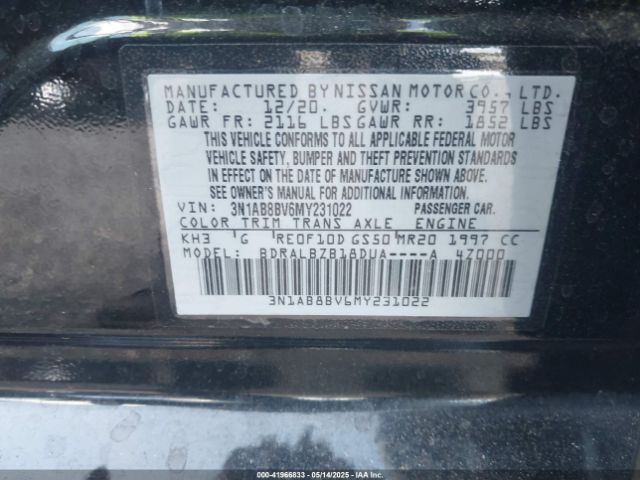 MANUFACTURED BY NISSAN MOTOR CO., LTD.
DATE: 12/20. GVWR: 3957 LBS
GAWR FR: 2116 LBS GAWR RR: 1852 LBS
THIS VEHICLE CONFORMS TO ALL APPLICABLE FEDERAL MOTOR
VEHICLE SAFETY, BUMPER AND THEFT PREVENTION STANDARDS
IN EFFECT ON THE DATE OF MANUFACTURE SHOWN ABOVE.
SEE OWNER'S MANUAL FOR ADDITIONAL INFORMATION.
VIN: 3N1AB8BV6MY231022 PASSENGER CAR.
COLOR TRIM TRANS AXLE ENGINE
KH3 G RE0F10D GS50 MR20 1997 CC
MODEL: BDRALBZB18DUA----A 4Z000
3N1AB8BV6MY231022
000-41966833 - 05/14/2025 - IAAI.COM